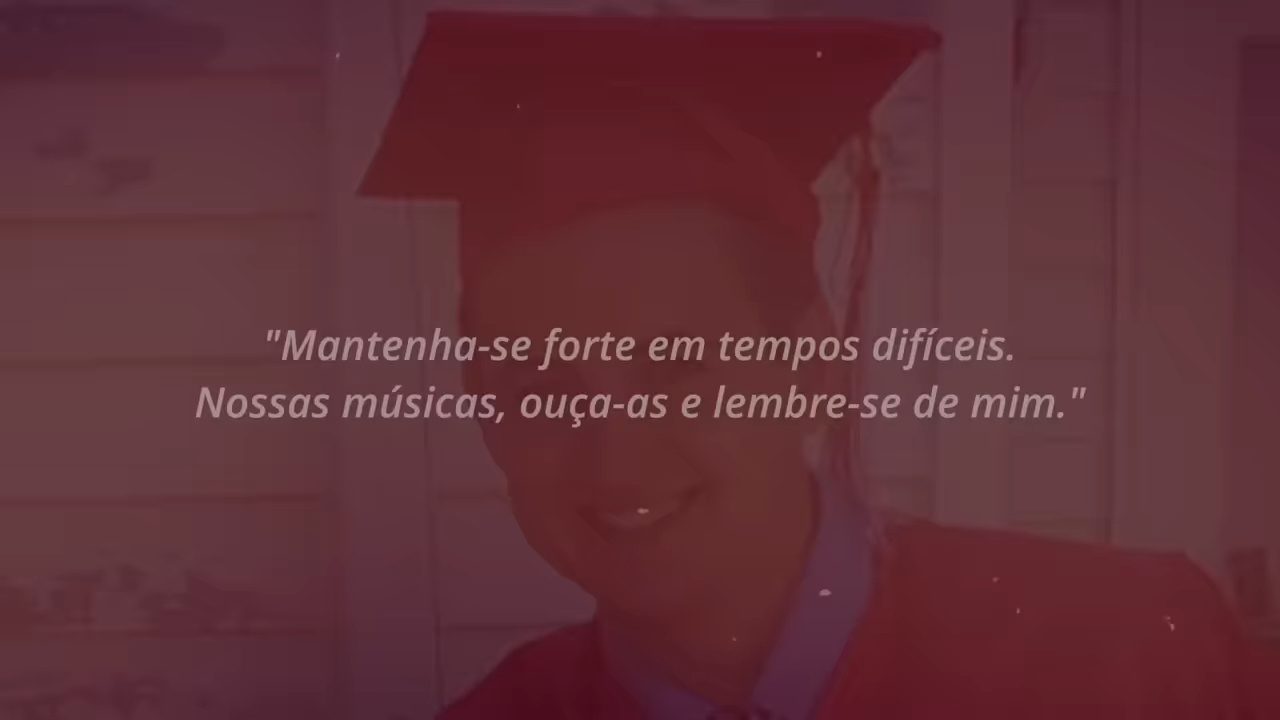 "Mantenha-se forte em tempos difíceis.
Nossas músicas, ouça-as e lembre-se de mim."